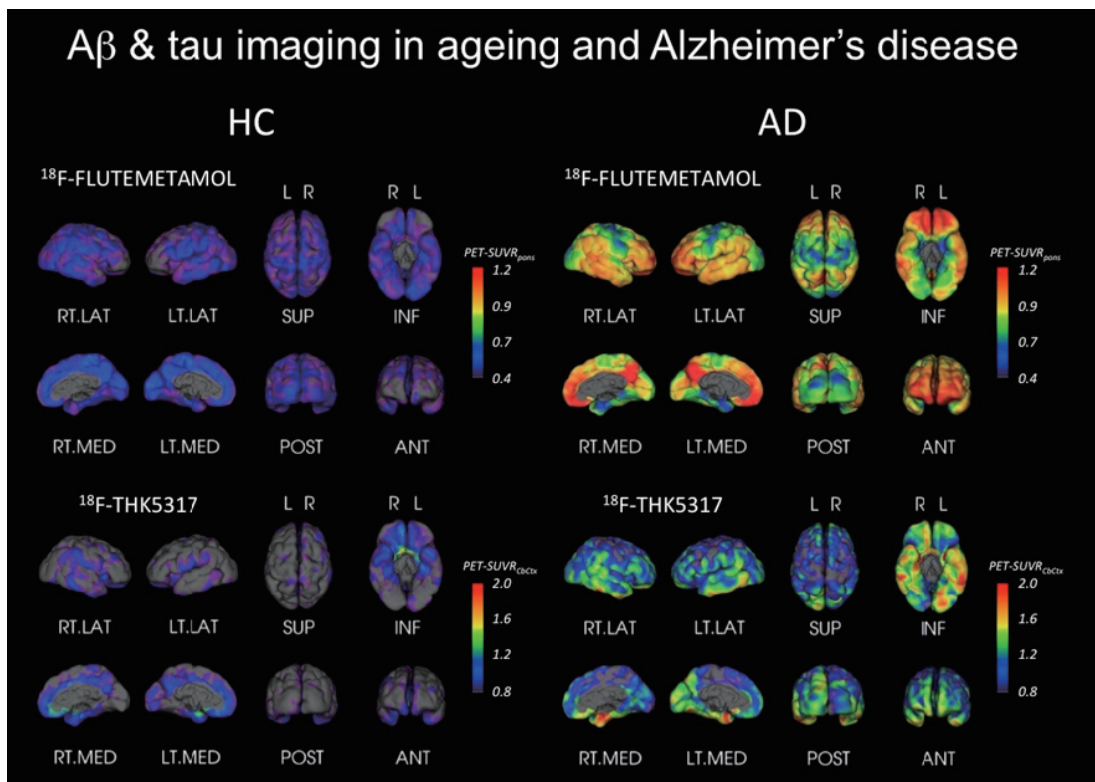 Aβ & tau imaging in ageing and Alzheimer's disease
HC
AD
¹⁸F-FLUTEMETAMOL
L R
R L
PET-SUVRpons
1.2
0.9
0.7
0.4
RT.LAT
LT.LAT
SUP
INF
RT.MED
LT.MED
POST
ANT
¹⁸F-FLUTEMETAMOL
L R
R L
PET-SUVRpons
1.2
0.9
0.7
0.4
RT.LAT
LT.LAT
SUP
INF
RT.MED
LT.MED
POST
ANT
¹⁸F-THK5317
L R
R L
PET-SUVRCbCtx
2.0
1.6
1.2
0.8
RT.LAT
LT.LAT
SUP
INF
RT.MED
LT.MED
POST
ANT
¹⁸F-THK5317
L R
R L
PET-SUVRCbCtx
2.0
1.6
1.2
0.8
RT.LAT
LT.LAT
SUP
INF
RT.MED
LT.MED
POST
ANT